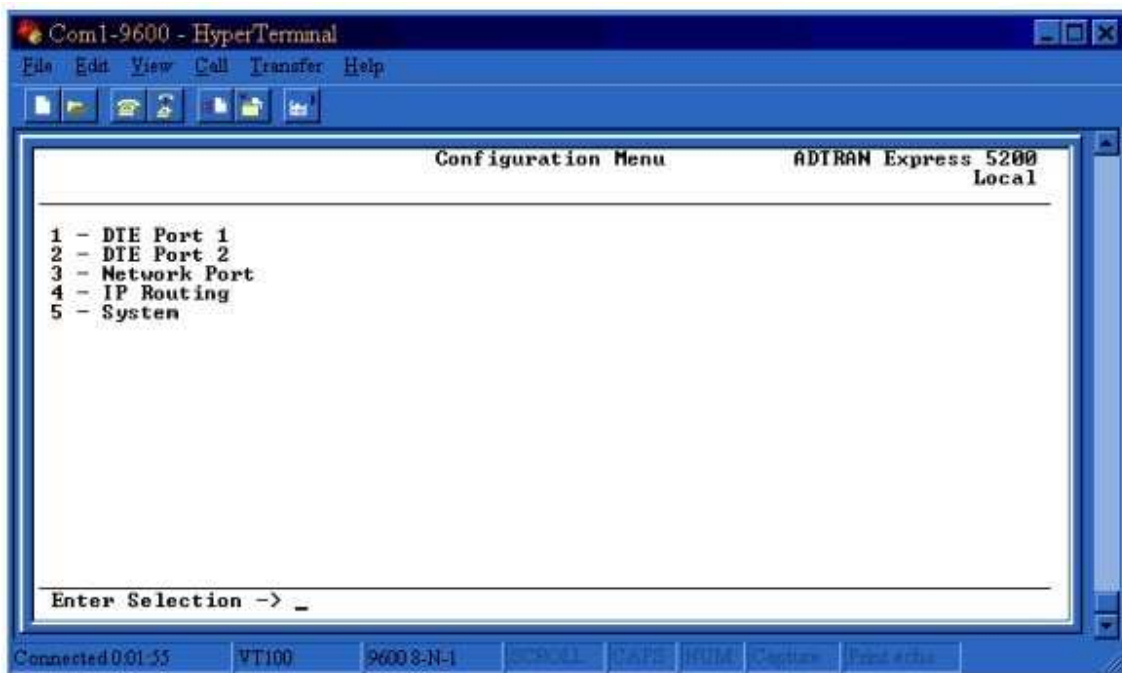 Com1-9600 - HyperTerminal
File Edit View Call Transfer Help
Configuration Menu ADTRAN Express 5200
Local
1 - DTE Port 1
2 - DTE Port 2
3 - Network Port
4 - IP Routing
5 - System
Enter Selection -> _
Connected 0:01:55 VT100 9600 8-N-1 SCROLL CAPS NUM Capture Print echo